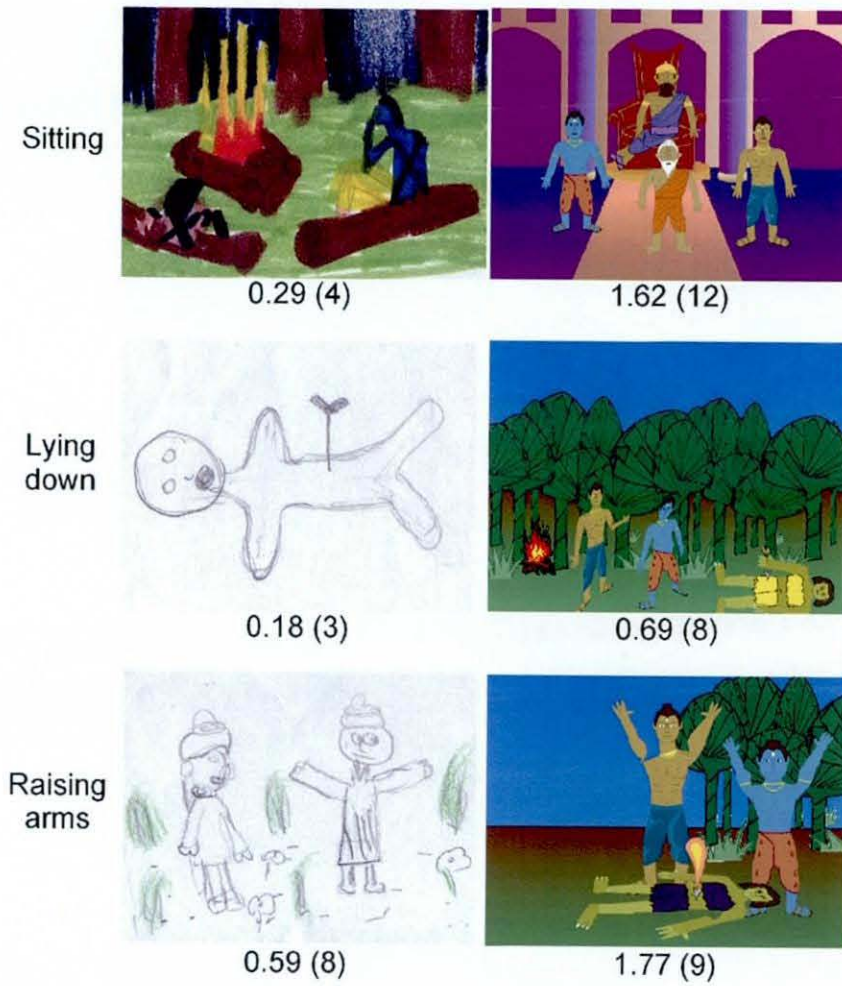 Sitting
0.29 (4)
1.62 (12)
Lying
down
0.18 (3)
0.69 (8)
Raising
arms
0.59 (8)
1.77 (9)